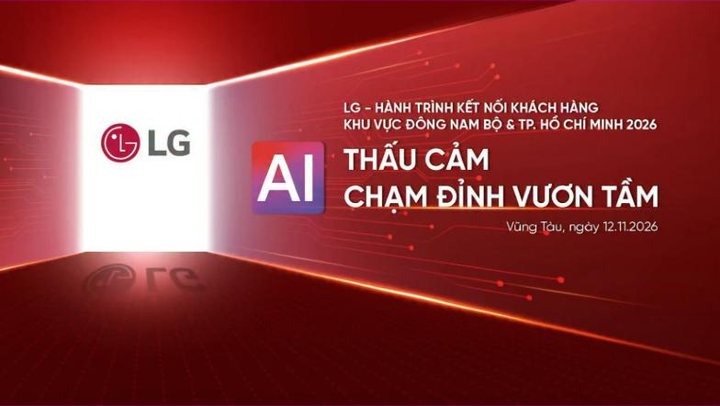 LG
LG - HÀNH TRÌNH KẾT NỐI KHÁCH HÀNG
KHU VỰC ĐÔNG NAM BỘ & TP. HỒ CHÍ MINH 2026
AI
THẤU CẢM
CHẠM ĐỈNH VƯƠN TẦM
Vũng Tàu, ngày 12.11.2026